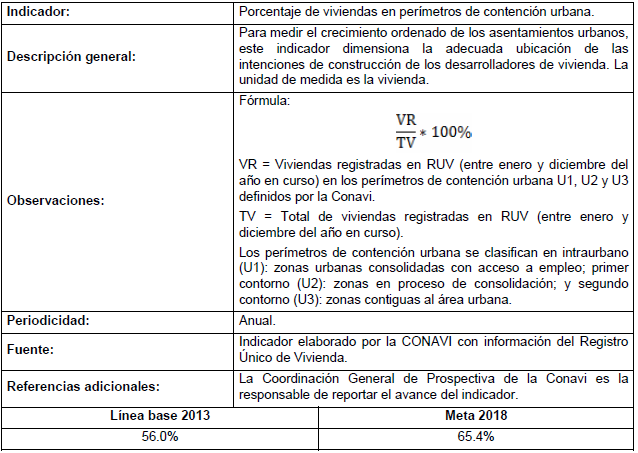 Indicador:
Porcentaje de viviendas en perímetros de contención urbana.
Descripción general:
Para medir el crecimiento ordenado de los asentamientos urbanos,
este indicador dimensiona la adecuada ubicación de las
intenciones de construcción de los desarrolladores de vivienda. La
unidad de medida es la vivienda.
Observaciones:
Fórmula:
VR
TV
* 100%
VR = Viviendas registradas en RUV (entre enero y diciembre del
año en curso) en los perímetros de contención urbana U1, U2 y U3
definidos por la Conavi.
TV = Total de viviendas registradas en RUV (entre enero y
diciembre del año en curso).
Los perímetros de contención urbana se clasifican en intraurbano
(U1): zonas urbanas consolidadas con acceso a empleo; primer
contorno (U2): zonas en proceso de consolidación; y segundo
contorno (U3): zonas contiguas al área urbana.
Periodicidad:
Anual.
Fuente:
Indicador elaborado por la CONAVI con información del Registro
Único de Vivienda.
Referencias adicionales:
La Coordinación General de Prospectiva de la Conavi es la
responsable de reportar el avance del indicador.
Línea base 2013
Meta 2018
56.0%
65.4%